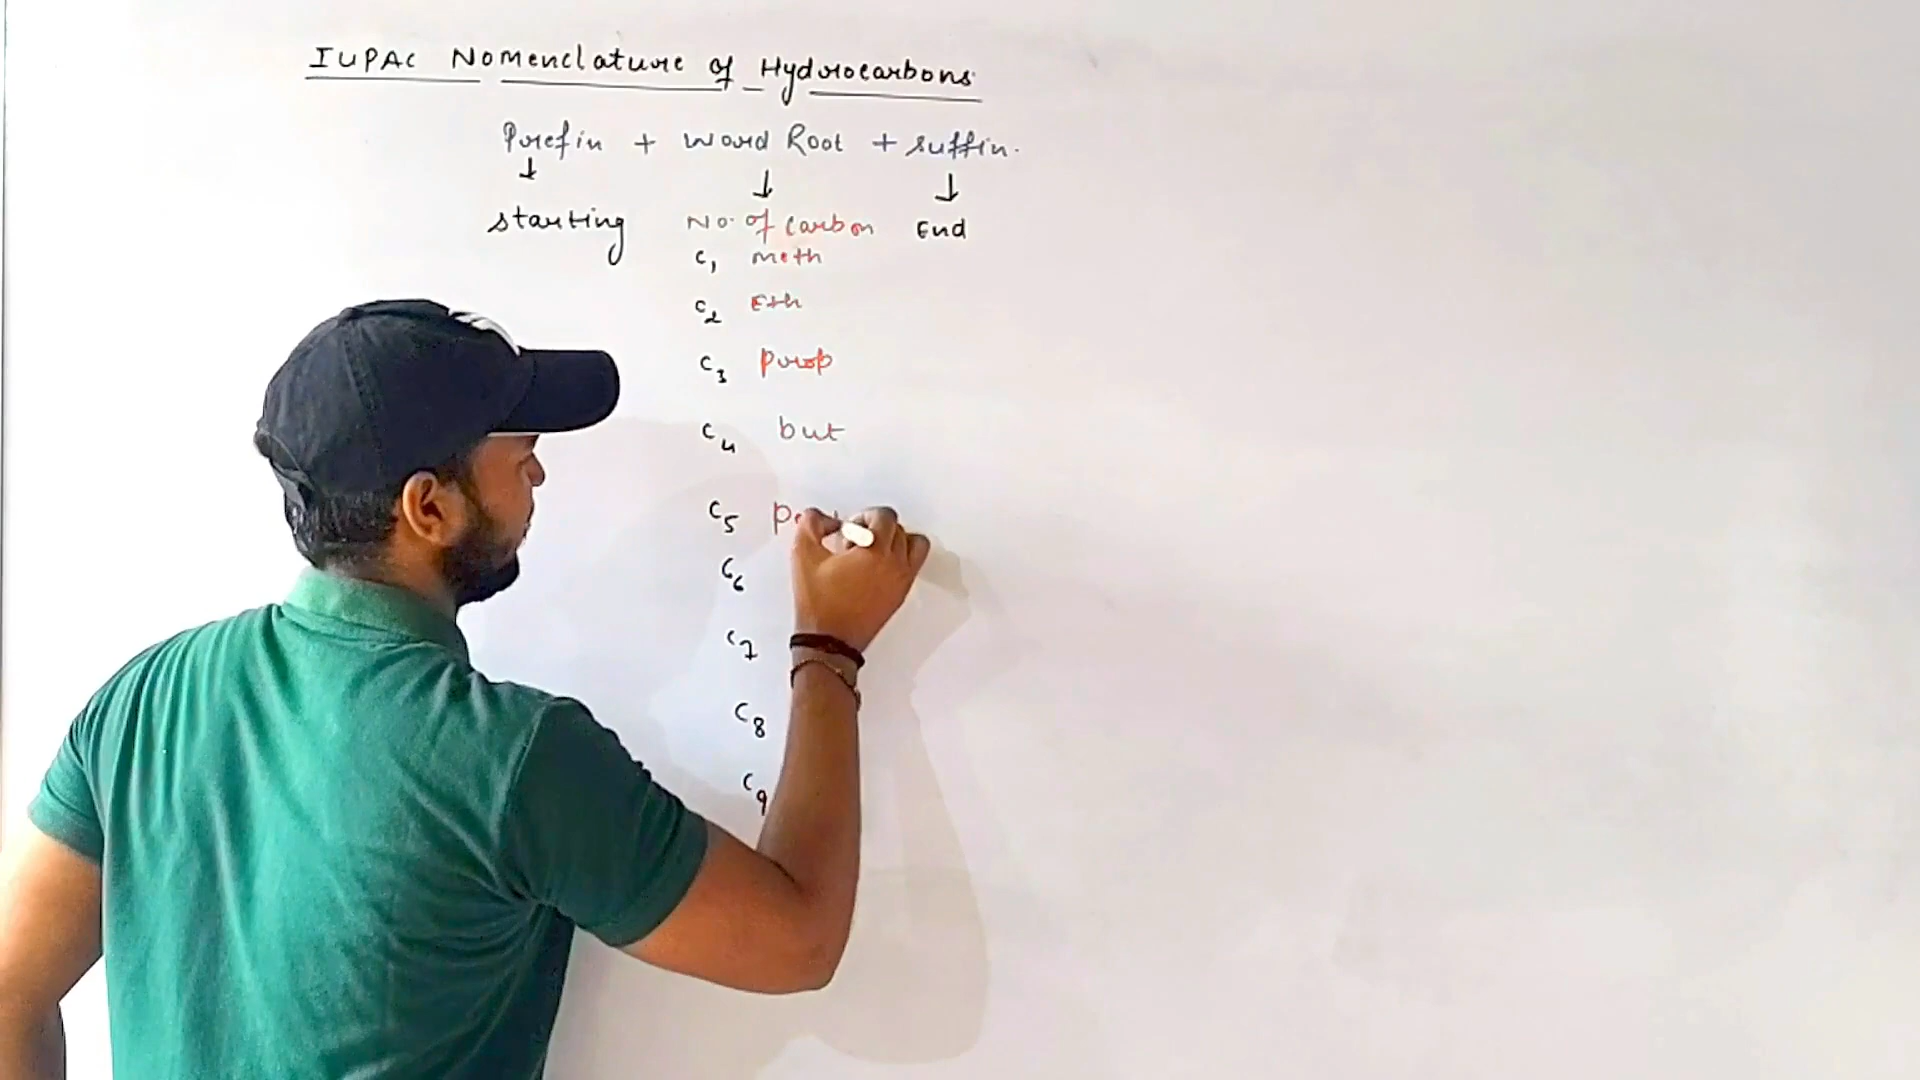 IUPAC Nomenclature of Hydrocarbons
Prefix + Word Root + suffix.
↓ ↓ ↓
starting No. of carbon End
C1 meth
C2 Eth
C3 prop
C4 but
C5
C6
C7
C8
C9